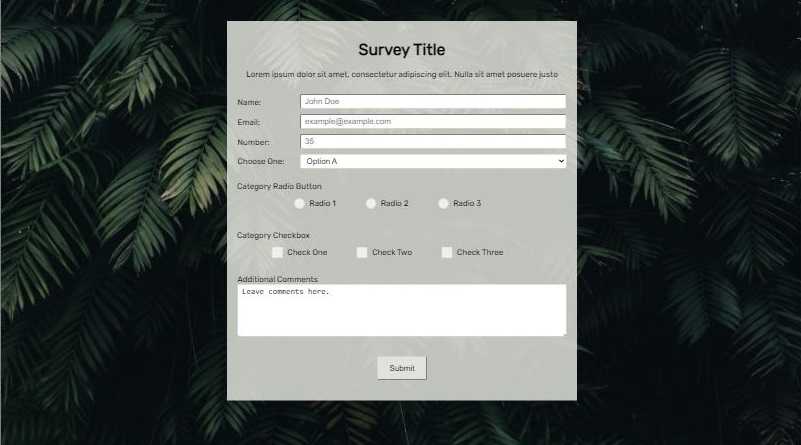 Survey Title
Lorem ipsum dolor sit amet, consectetur adipiscing elit. Nulla sit amet posuere justo
Name: John Doe
Email: example@example.com
Number: 35
Choose One: Option A
Category Radio Button
Radio 1 Radio 2 Radio 3
Category Checkbox
Check One Check Two Check Three
Additional Comments
Leave comments here.
Submit